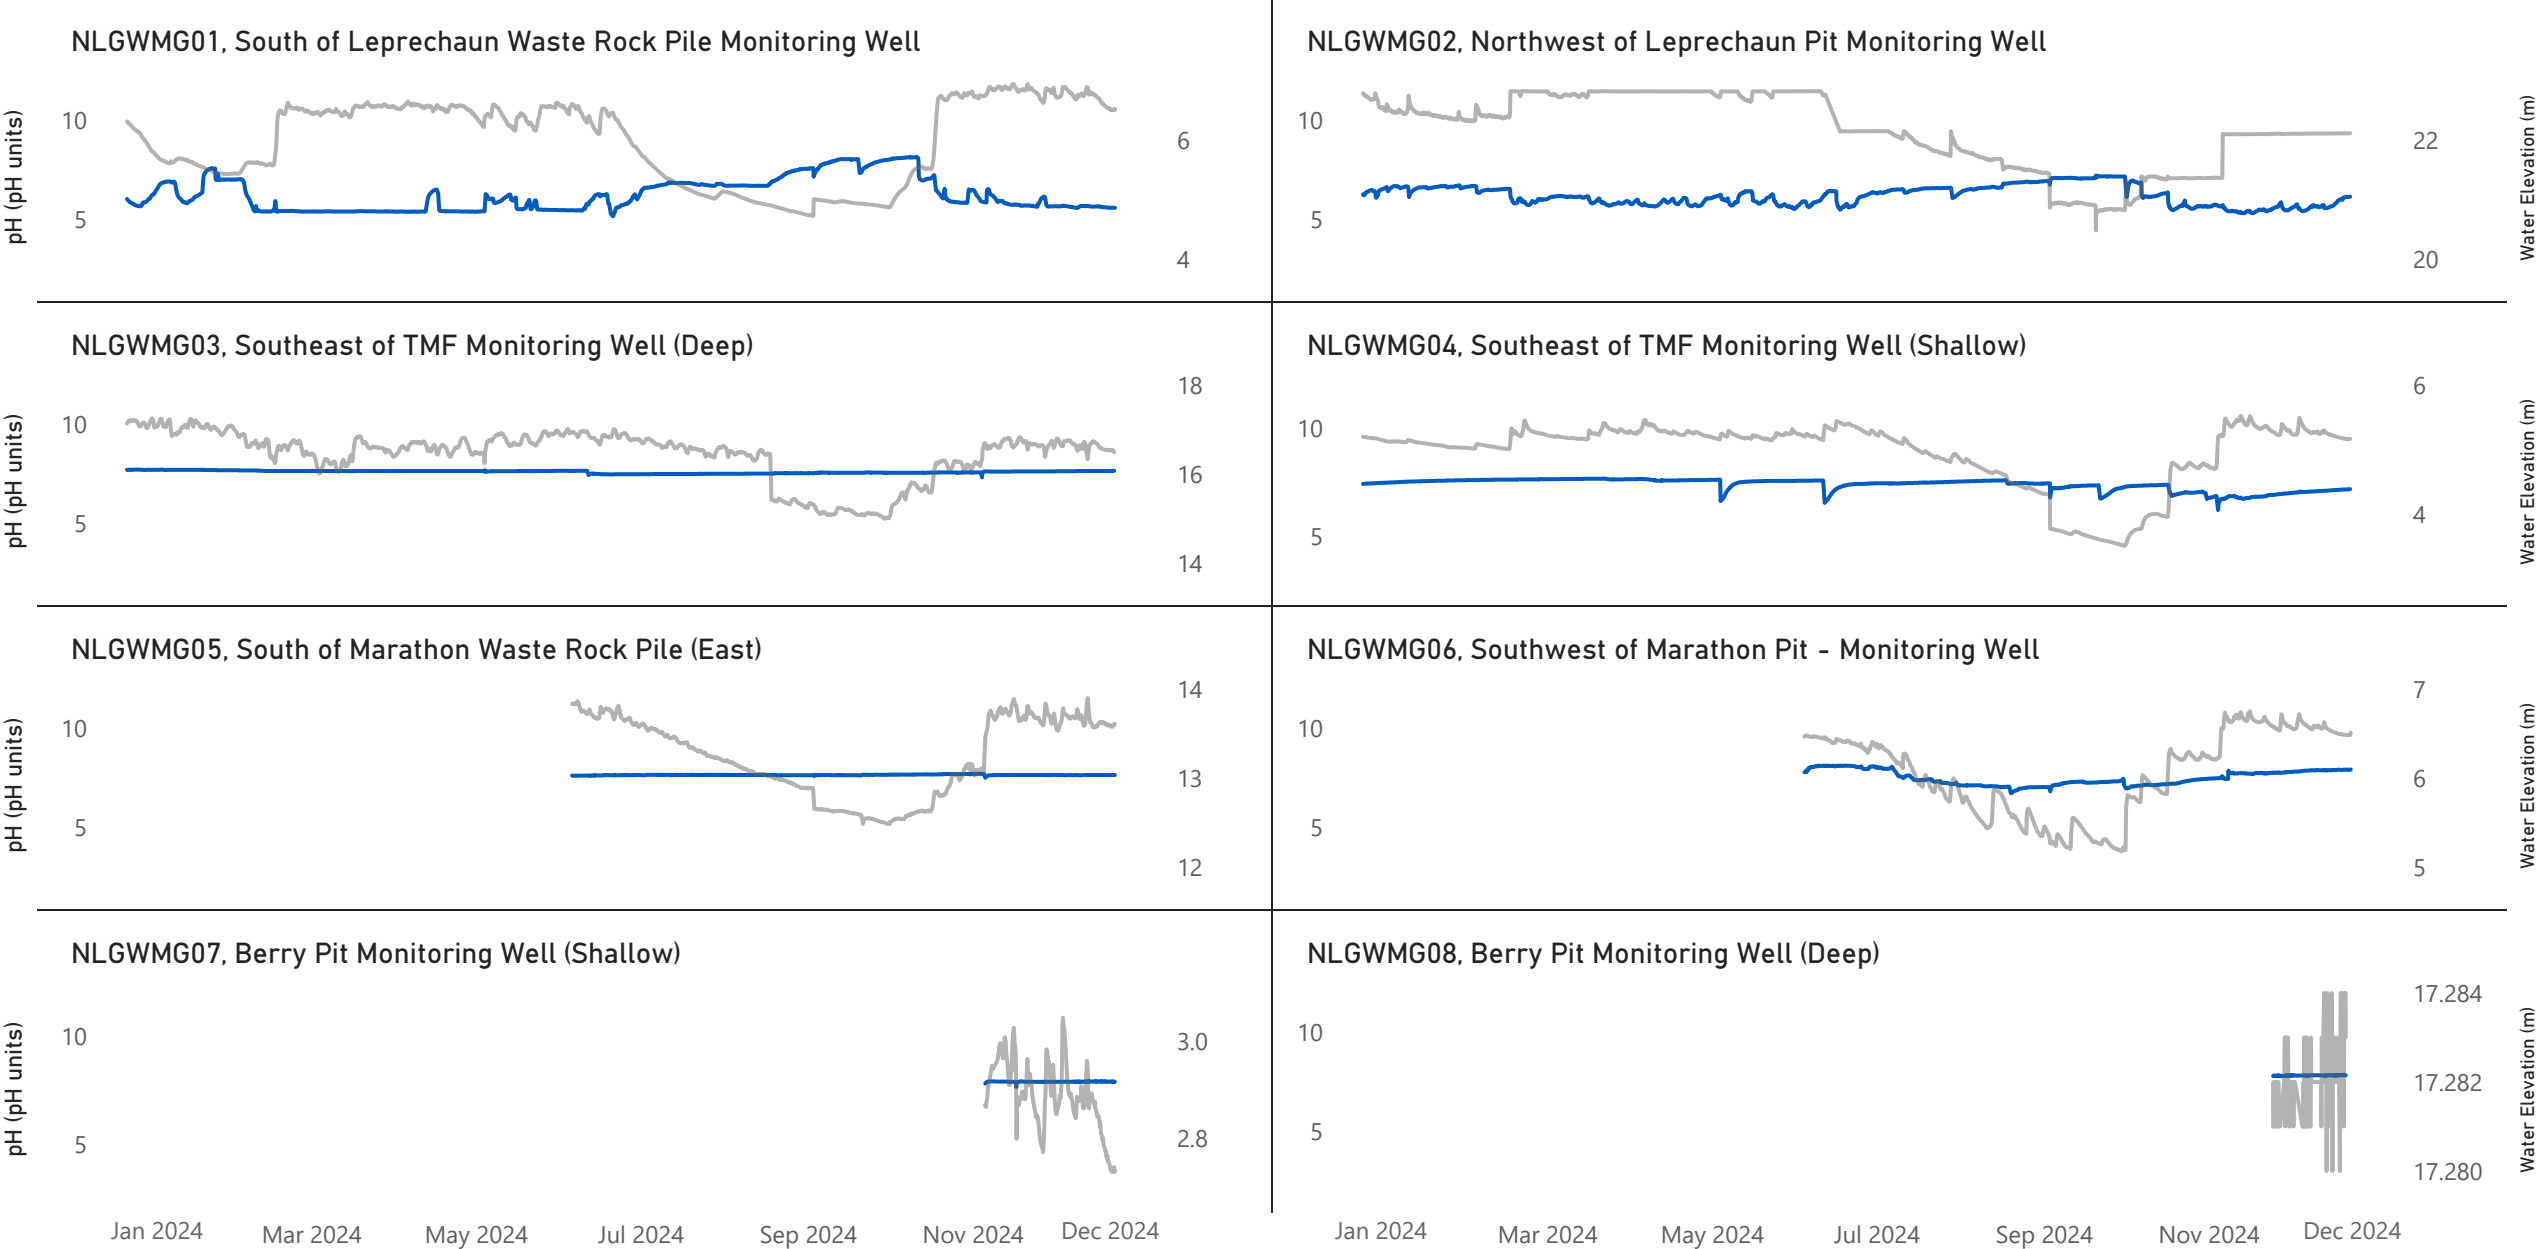 NLGWMG01, South of Leprechaun Waste Rock Pile Monitoring Well
pH (pH units)
10
5
6
4
NLGWMG02, Northwest of Leprechaun Pit Monitoring Well
10
5
22
20
Water Elevation (m)
NLGWMG03, Southeast of TMF Monitoring Well (Deep)
pH (pH units)
10
5
18
16
14
NLGWMG04, Southeast of TMF Monitoring Well (Shallow)
10
5
6
4
Water Elevation (m)
NLGWMG05, South of Marathon Waste Rock Pile (East)
pH (pH units)
10
5
14
13
12
NLGWMG06, Southwest of Marathon Pit - Monitoring Well
10
5
7
6
5
Water Elevation (m)
NLGWMG07, Berry Pit Monitoring Well (Shallow)
pH (pH units)
10
5
3.0
2.8
NLGWMG08, Berry Pit Monitoring Well (Deep)
10
5
17.284
17.282
17.280
Water Elevation (m)
Jan 2024 Mar 2024 May 2024 Jul 2024 Sep 2024 Nov 2024 Dec 2024
Jan 2024 Mar 2024 May 2024 Jul 2024 Sep 2024 Nov 2024 Dec 2024